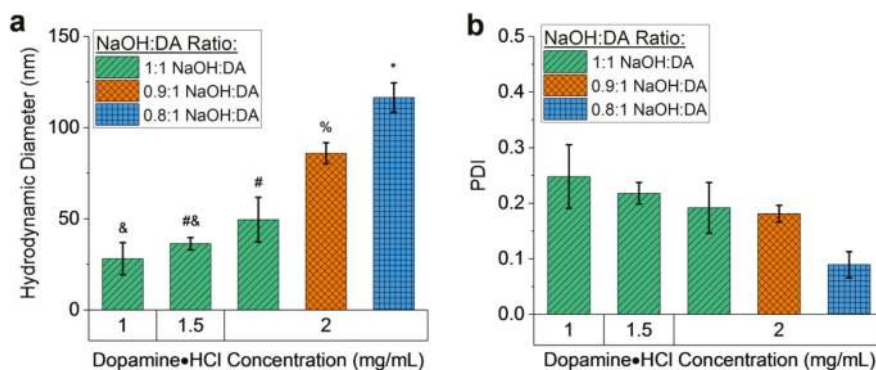 a
NaOH:DA Ratio:
1:1 NaOH:DA
0.9:1 NaOH:DA
0.8:1 NaOH:DA
Hydrodynamic Diameter (nm)
150
100
50
0
&
#&
#
%
*
1
1.5
2
Dopamine●HCl Concentration (mg/mL)
b
NaOH:DA Ratio:
1:1 NaOH:DA
0.9:1 NaOH:DA
0.8:1 NaOH:DA
PDI
0.5
0.4
0.3
0.2
0.1
0.0
1
1.5
2
Dopamine●HCl Concentration (mg/mL)